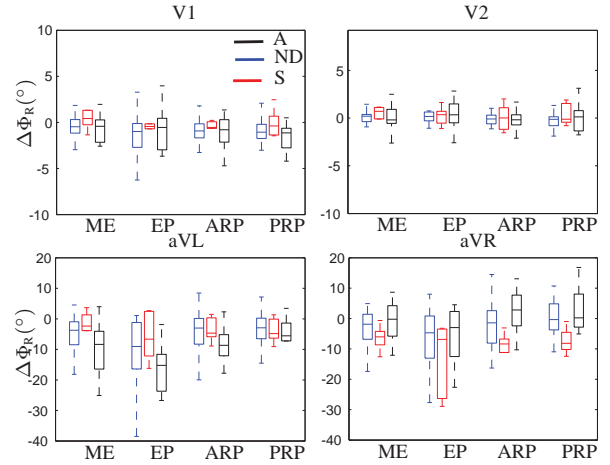 V1
V2
10
5
0
-5
-10
ΔΦR(°)
A
ND
S
ME
EP
ARP
PRP
5
0
-5
-10
ΔΦR(°)
ME
EP
ARP
PRP
aVL
aVR
20
10
0
-10
-20
-30
-40
ΔΦR(°)
ME
EP
ARP
PRP
20
10
0
-10
-20
-30
-40
ΔΦR(°)
ME
EP
ARP
PRP